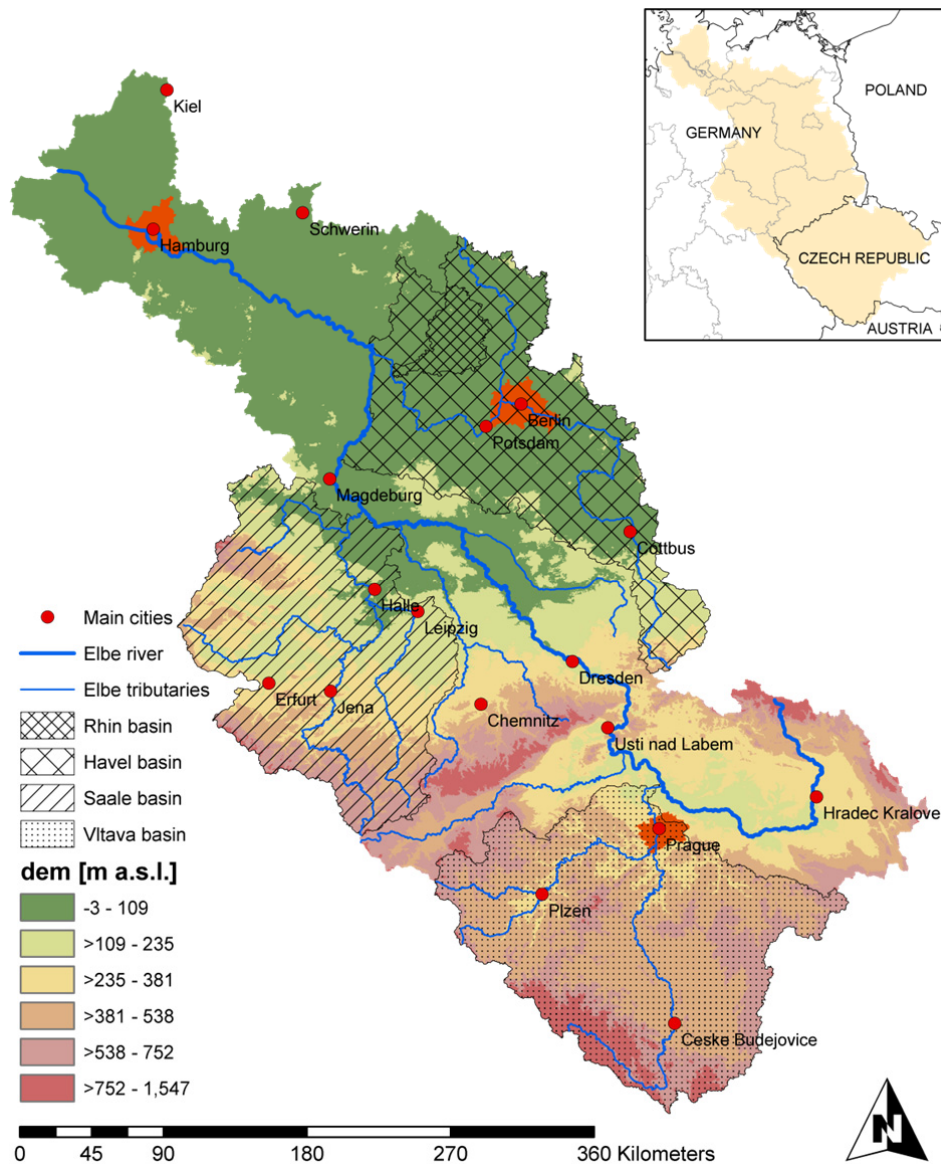 POLAND
GERMANY
CZECH REPUBLIC
AUSTRIA
Kiel
Schwerin
Hamburg
Berlin
Potsdam
Magdeburg
Cottbus
Halle
Leipzig
Dresden
Erfurt
Jena
Chemnitz
Usti nad Labem
Hradec Kralove
Prague
Plzen
Ceske Budejovice
Main cities
Elbe river
Elbe tributaries
Rhin basin
Havel basin
Saale basin
Vltava basin
dem [m a.s.l.]
-3 - 109
>109 - 235
>235 - 381
>381 - 538
>538 - 752
>752 - 1,547
0 45 90 180 270 360 Kilometers
N